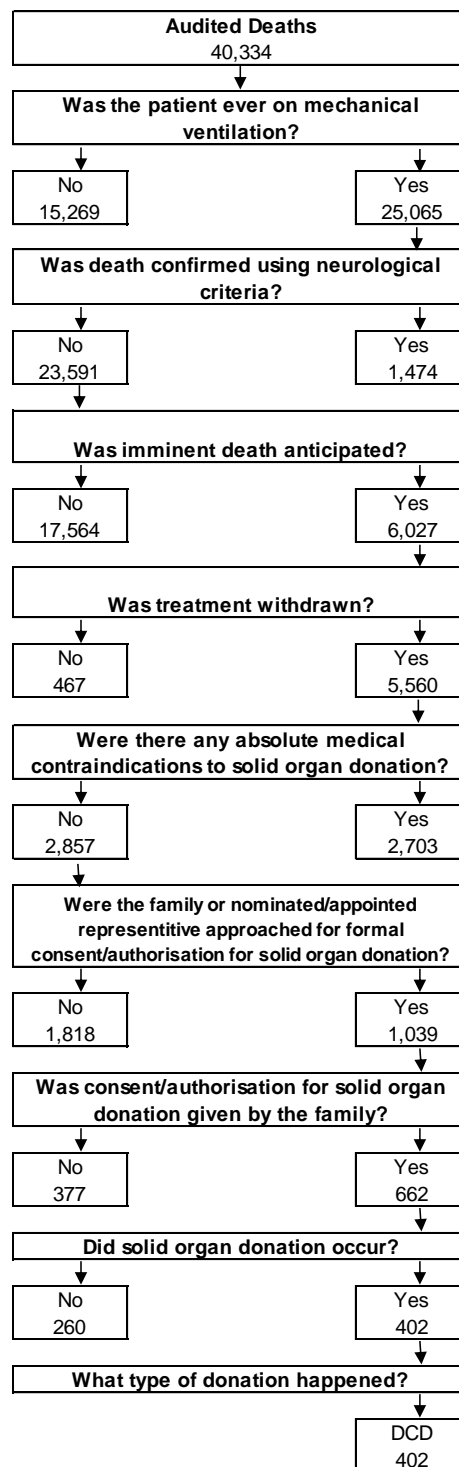 Audited Deaths
40,334
Was the patient ever on mechanical
ventilation?
No
15,269
Yes
25,065
Was death confirmed using neurological
criteria?
No
23,591
Yes
1,474
Was imminent death anticipated?
No
17,564
Yes
6,027
Was treatment withdrawn?
No
467
Yes
5,560
Were there any absolute medical
contraindications to solid organ donation?
No
2,857
Yes
2,703
Were the family or nominated/appointed
representitive approached for formal
consent/authorisation for solid organ donation?
No
1,818
Yes
1,039
Was consent/authorisation for solid organ
donation given by the family?
No
377
Yes
662
Did solid organ donation occur?
No
260
Yes
402
What type of donation happened?
DCD
402